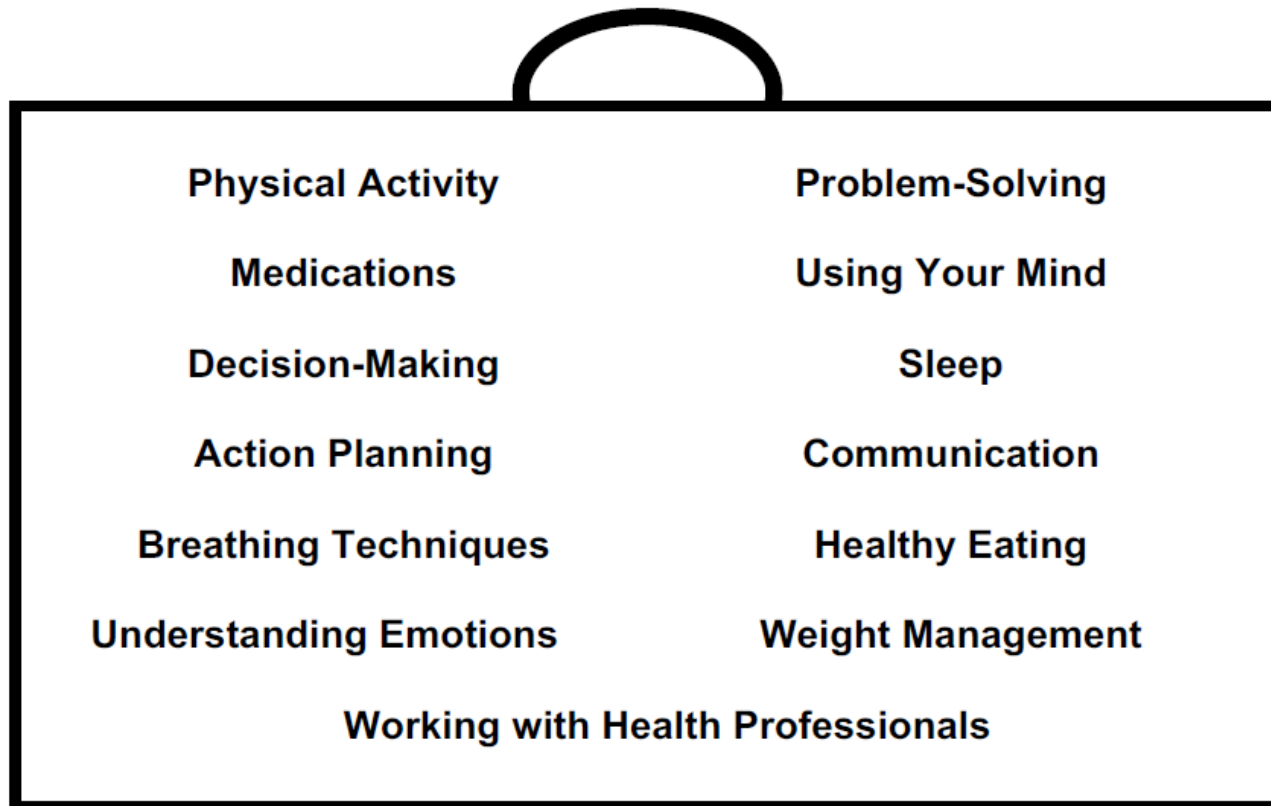 Physical Activity
Problem-Solving
Medications
Using Your Mind
Decision-Making
Sleep
Action Planning
Communication
Breathing Techniques
Healthy Eating
Understanding Emotions
Weight Management
Working with Health Professionals